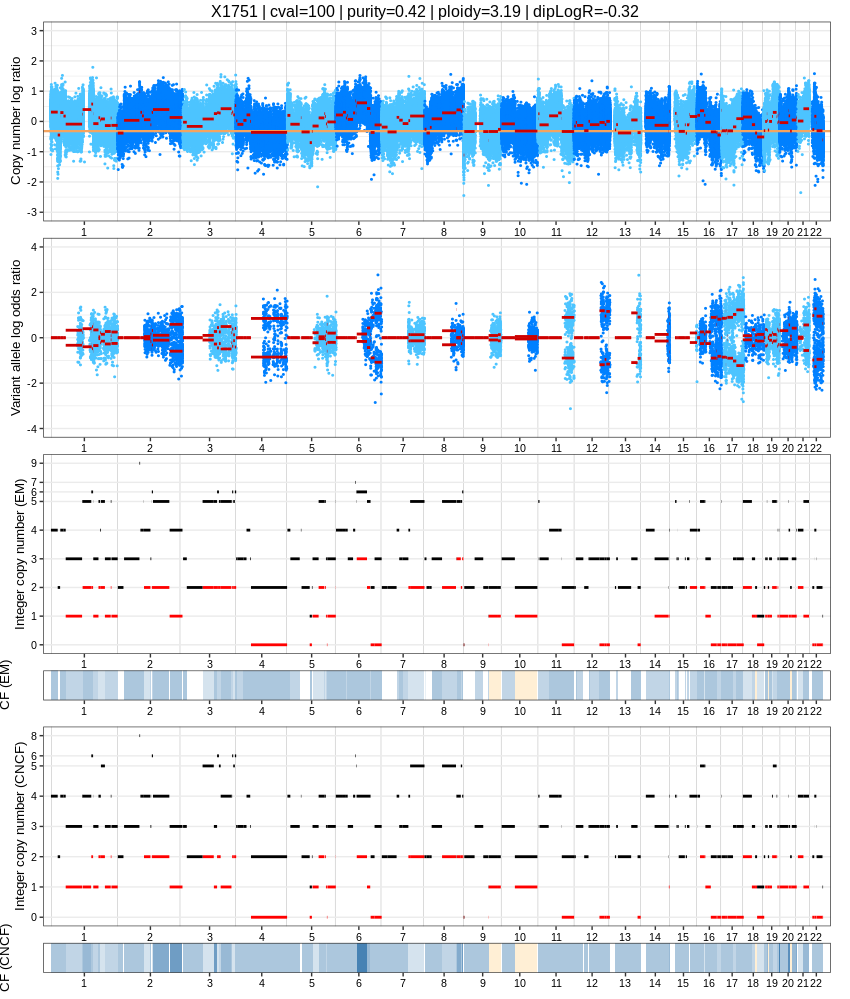 X1751 | cval=100 | purity=0.42 | ploidy=3.19 | dipLogR=-0.32
Copy number log ratio
3
2
1
0
-1
-2
-3
1 2 3 4 5 6 7 8 9 10 11 12 13 14 15 16 17 18 19 20 21 22
Variant allele log odds ratio
4
2
0
-2
-4
1 2 3 4 5 6 7 8 9 10 11 12 13 14 15 16 17 18 19 20 21 22
Integer copy number (EM)
9
7
6
5
4
3
2
1
0
1 2 3 4 5 6 7 8 9 10 11 12 13 14 15 16 17 18 19 20 21 22
CF (EM)
1 2 3 4 5 6 7 8 9 10 11 12 13 14 15 16 17 18 19 20 21 22
Integer copy number (CNCF)
8
6
5
4
3
2
1
0
1 2 3 4 5 6 7 8 9 10 11 12 13 14 15 16 17 18 19 20 21 22
CF (CNCF)
1 2 3 4 5 6 7 8 9 10 11 12 13 14 15 16 17 18 19 20 21 22